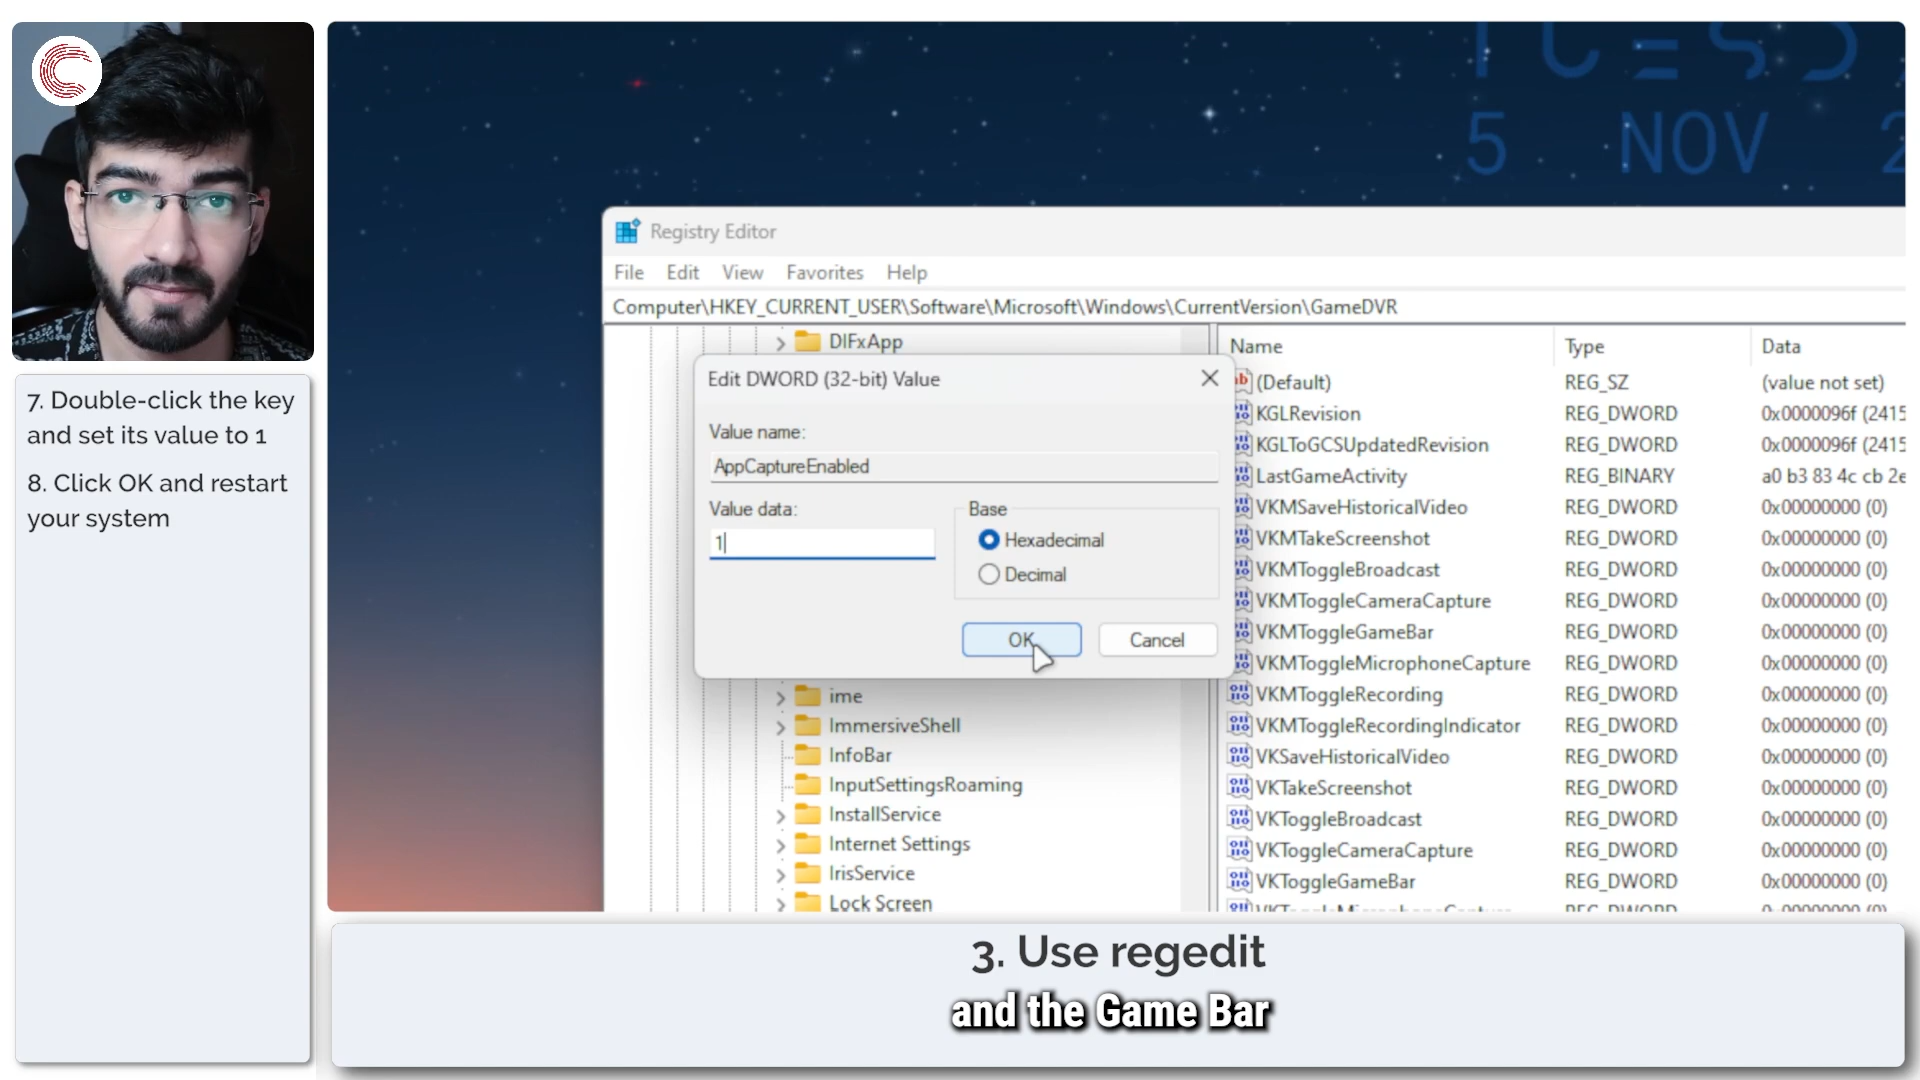 7. Double-click the key
and set its value to 1
8. Click OK and restart
your system
5 NOV 2
Registry Editor
File Edit View Favorites Help
Computer\HKEY_CURRENT_USER\Software\Microsoft\Windows\CurrentVersion\GameDVR
DIFxApp
Edit DWORD (32-bit) Value
Value name:
AppCaptureEnabled
Value data:
1
Base
Hexadecimal
Decimal
OK
Cancel
ime
ImmersiveShell
InfoBar
InputSettingsRoaming
InstallService
Internet Settings
IrisService
Lock Screen
Name Type Data
(Default) REG_SZ (value not set)
KGLRevision REG_DWORD 0x0000096f (2415
KGLToGCSUpdatedRevision REG_DWORD 0x0000096f (2415
LastGameActivity REG_BINARY a0 b3 83 4c cb 2e
VKMSaveHistoricalVideo REG_DWORD 0x00000000 (0)
VKMTakeScreenshot REG_DWORD 0x00000000 (0)
VKMToggleBroadcast REG_DWORD 0x00000000 (0)
VKMToggleCameraCapture REG_DWORD 0x00000000 (0)
VKMToggleGameBar REG_DWORD 0x00000000 (0)
VKMToggleMicrophoneCapture REG_DWORD 0x00000000 (0)
VKMToggleRecording REG_DWORD 0x00000000 (0)
VKMToggleRecordingIndicator REG_DWORD 0x00000000 (0)
VKSaveHistoricalVideo REG_DWORD 0x00000000 (0)
VKTakeScreenshot REG_DWORD 0x00000000 (0)
VKToggleBroadcast REG_DWORD 0x00000000 (0)
VKToggleCameraCapture REG_DWORD 0x00000000 (0)
VKToggleGameBar REG_DWORD 0x00000000 (0)
3. Use regedit
and the Game Bar